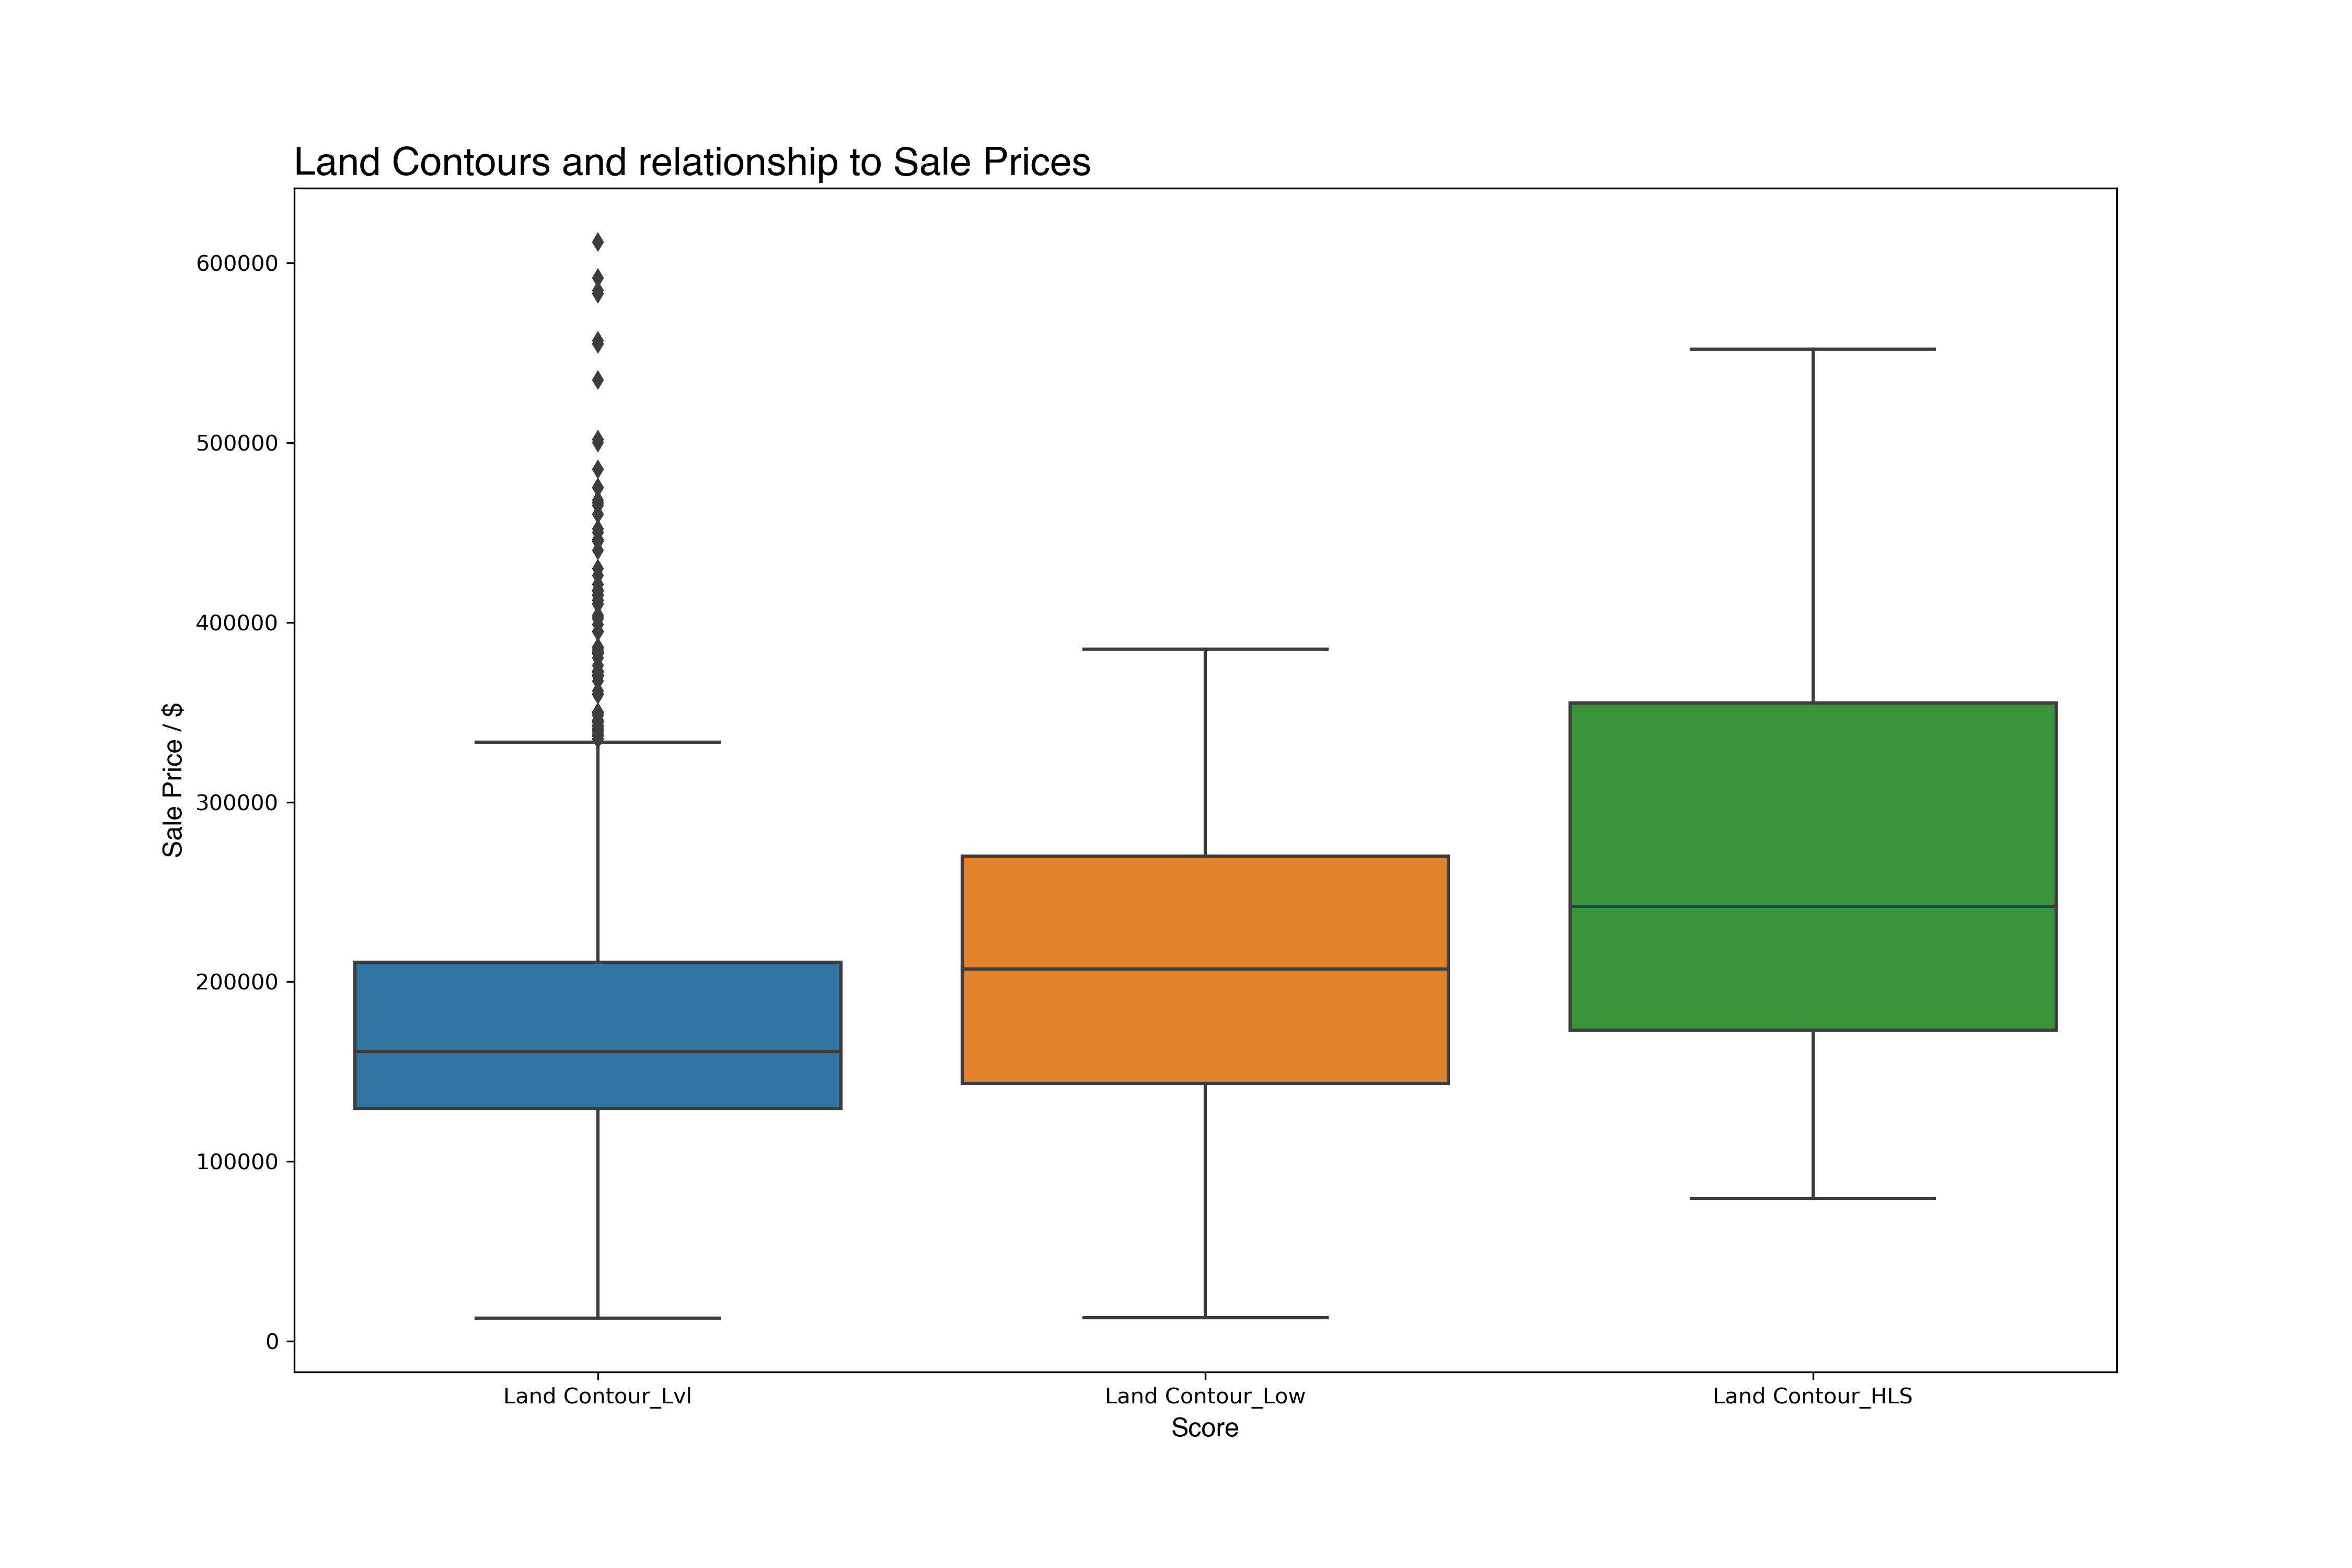 Land Contours and relationship to Sale Prices
600000
500000
400000
300000
200000
100000
0
Sale Price / $
Land Contour_Lvl
Land Contour_Low
Land Contour_HLS
Score